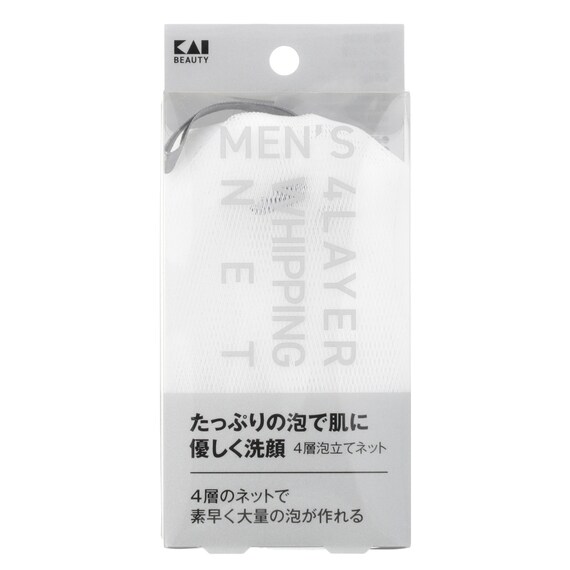 KAI
BEAUTY
MEN'S
4LAYER
WHIPPING
NET
たっぷりの泡で肌に
優しく洗顔 4層泡立てネット
4層のネットで
素早く大量の泡が作れる